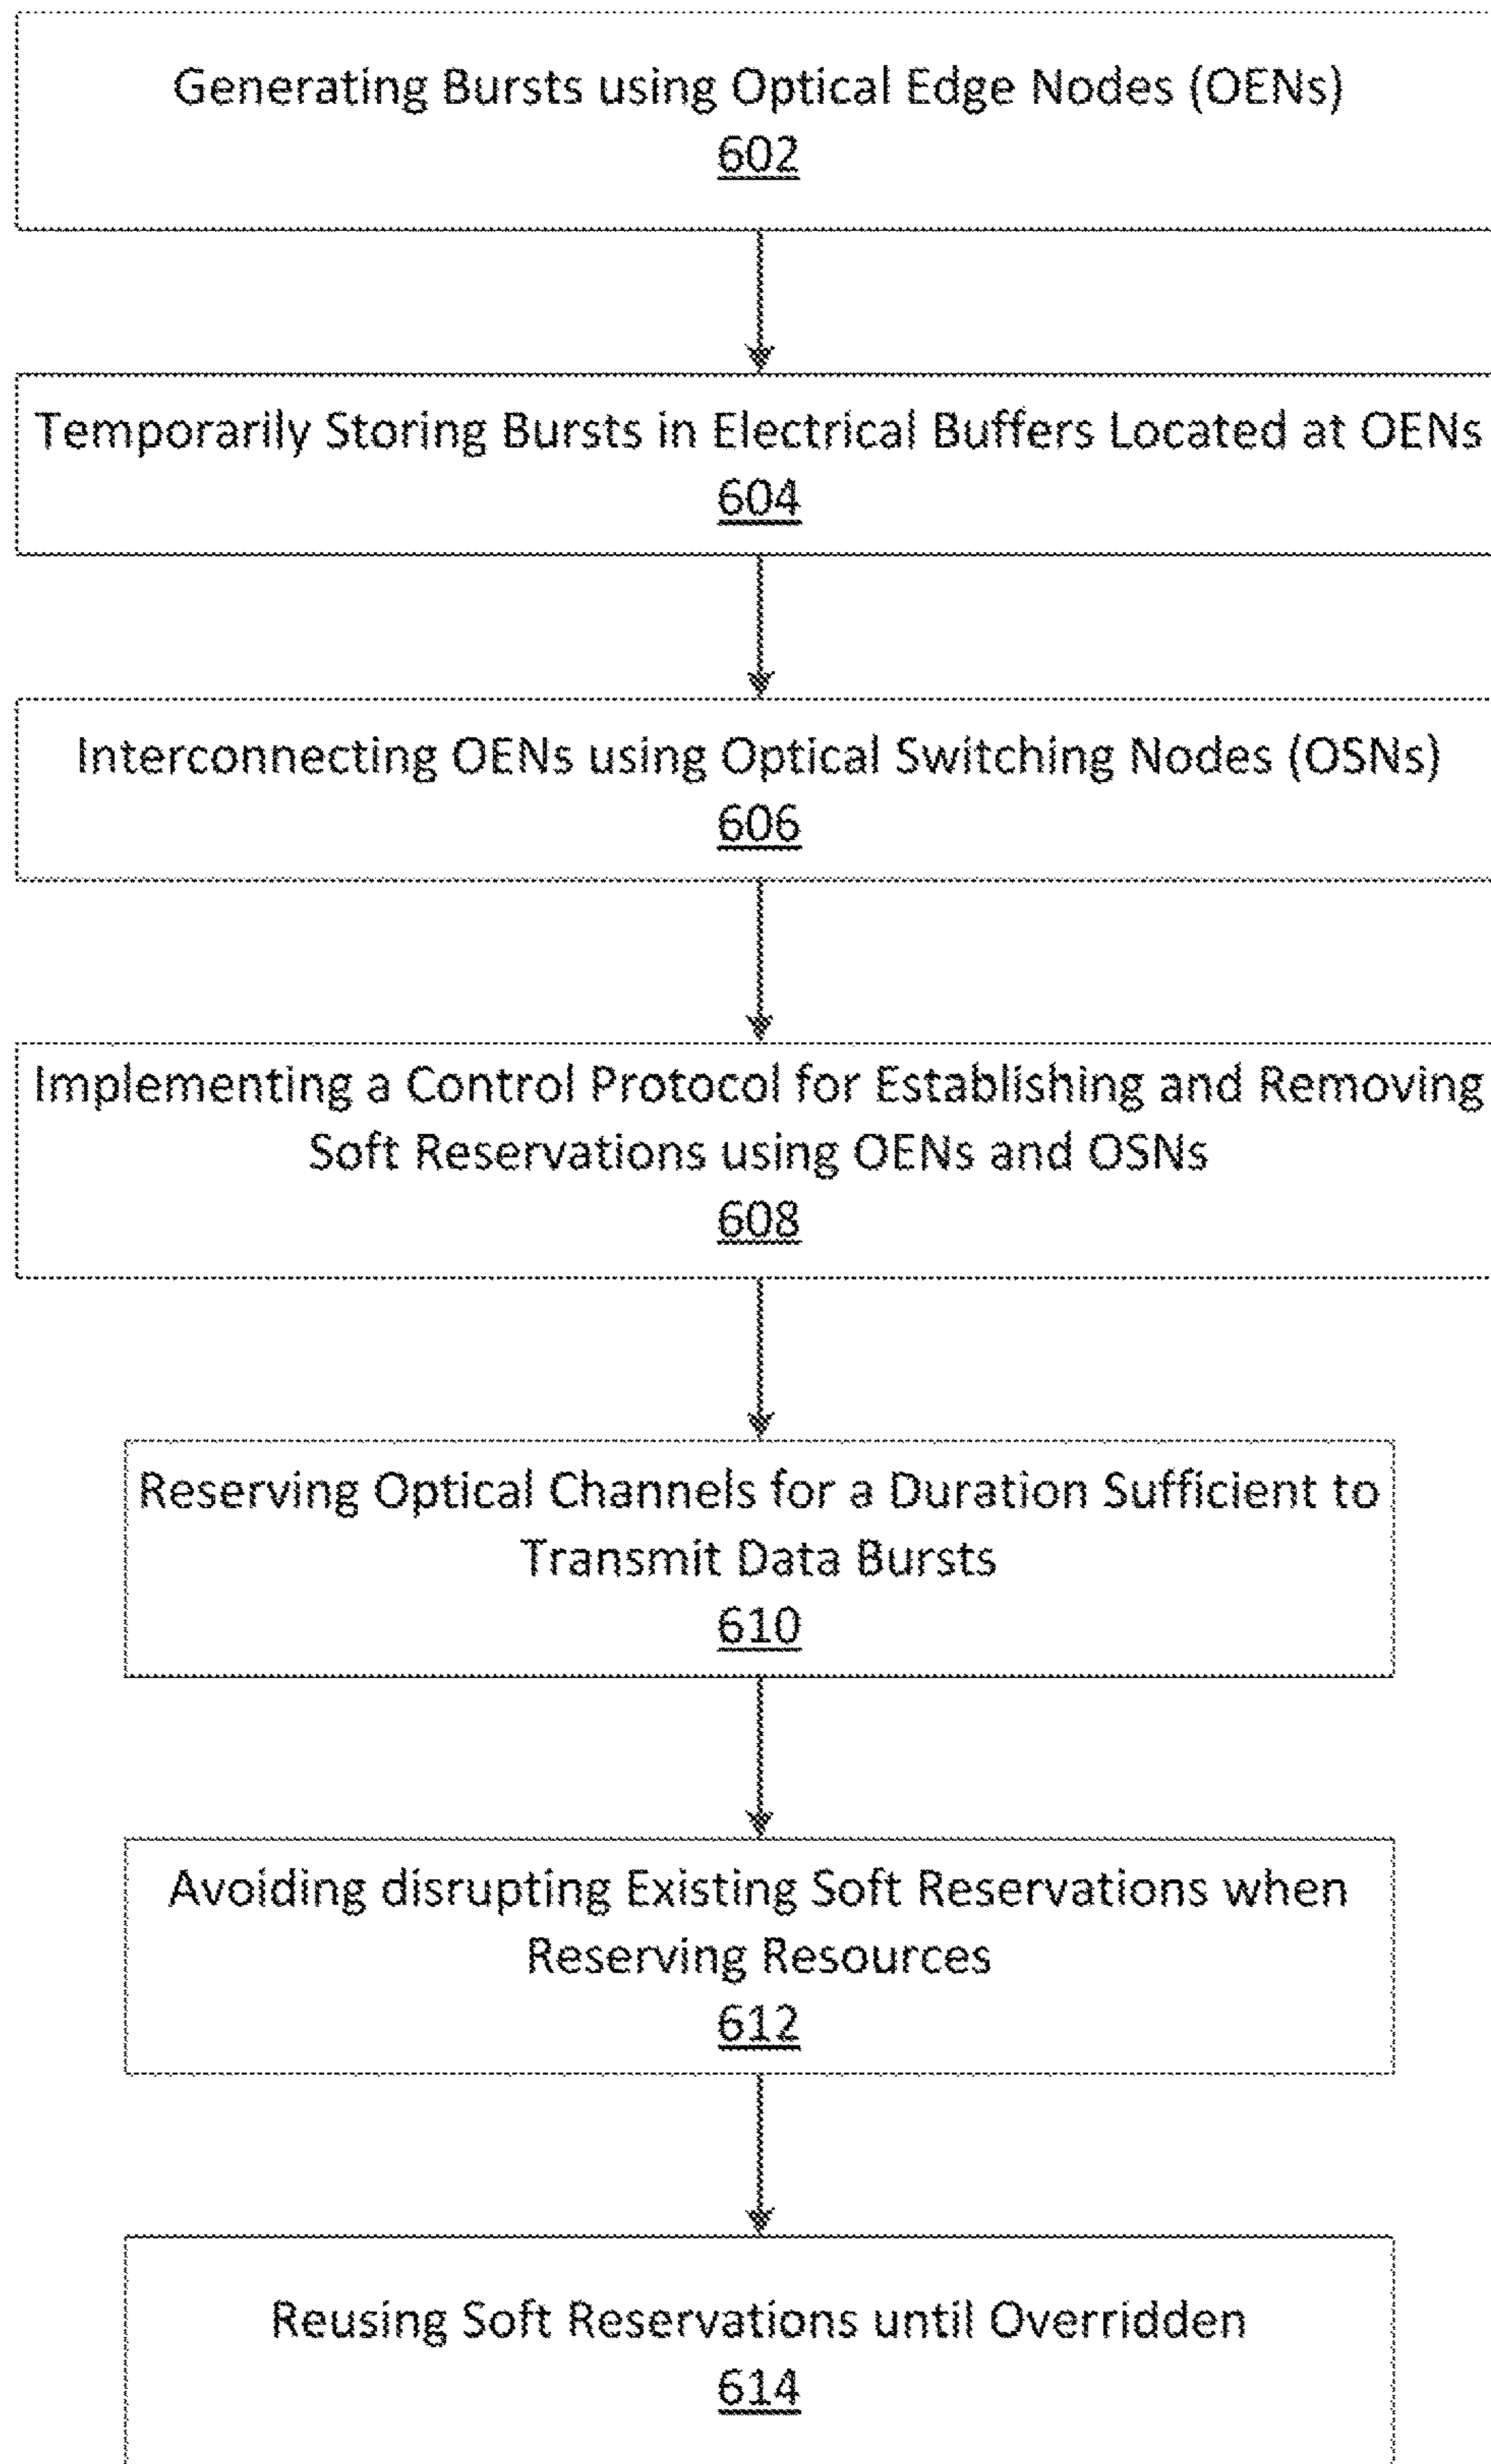 Generating Bursts using Optical Edge Nodes (OENs)
602
Temporarily Storing Bursts in Electrical Buffers Located at OENs
604
Interconnecting OENs using Optical Switching Nodes (OSNs)
606
Implementing a Control Protocol for Establishing and Removing
Soft Reservations using OENs and OSNs
608
Reserving Optical Channels for a Duration Sufficient to
Transmit Data Bursts
610
Avoiding disrupting Existing Soft Reservations when
Reserving Resources
612
Reusing Soft Reservations until Overridden
614